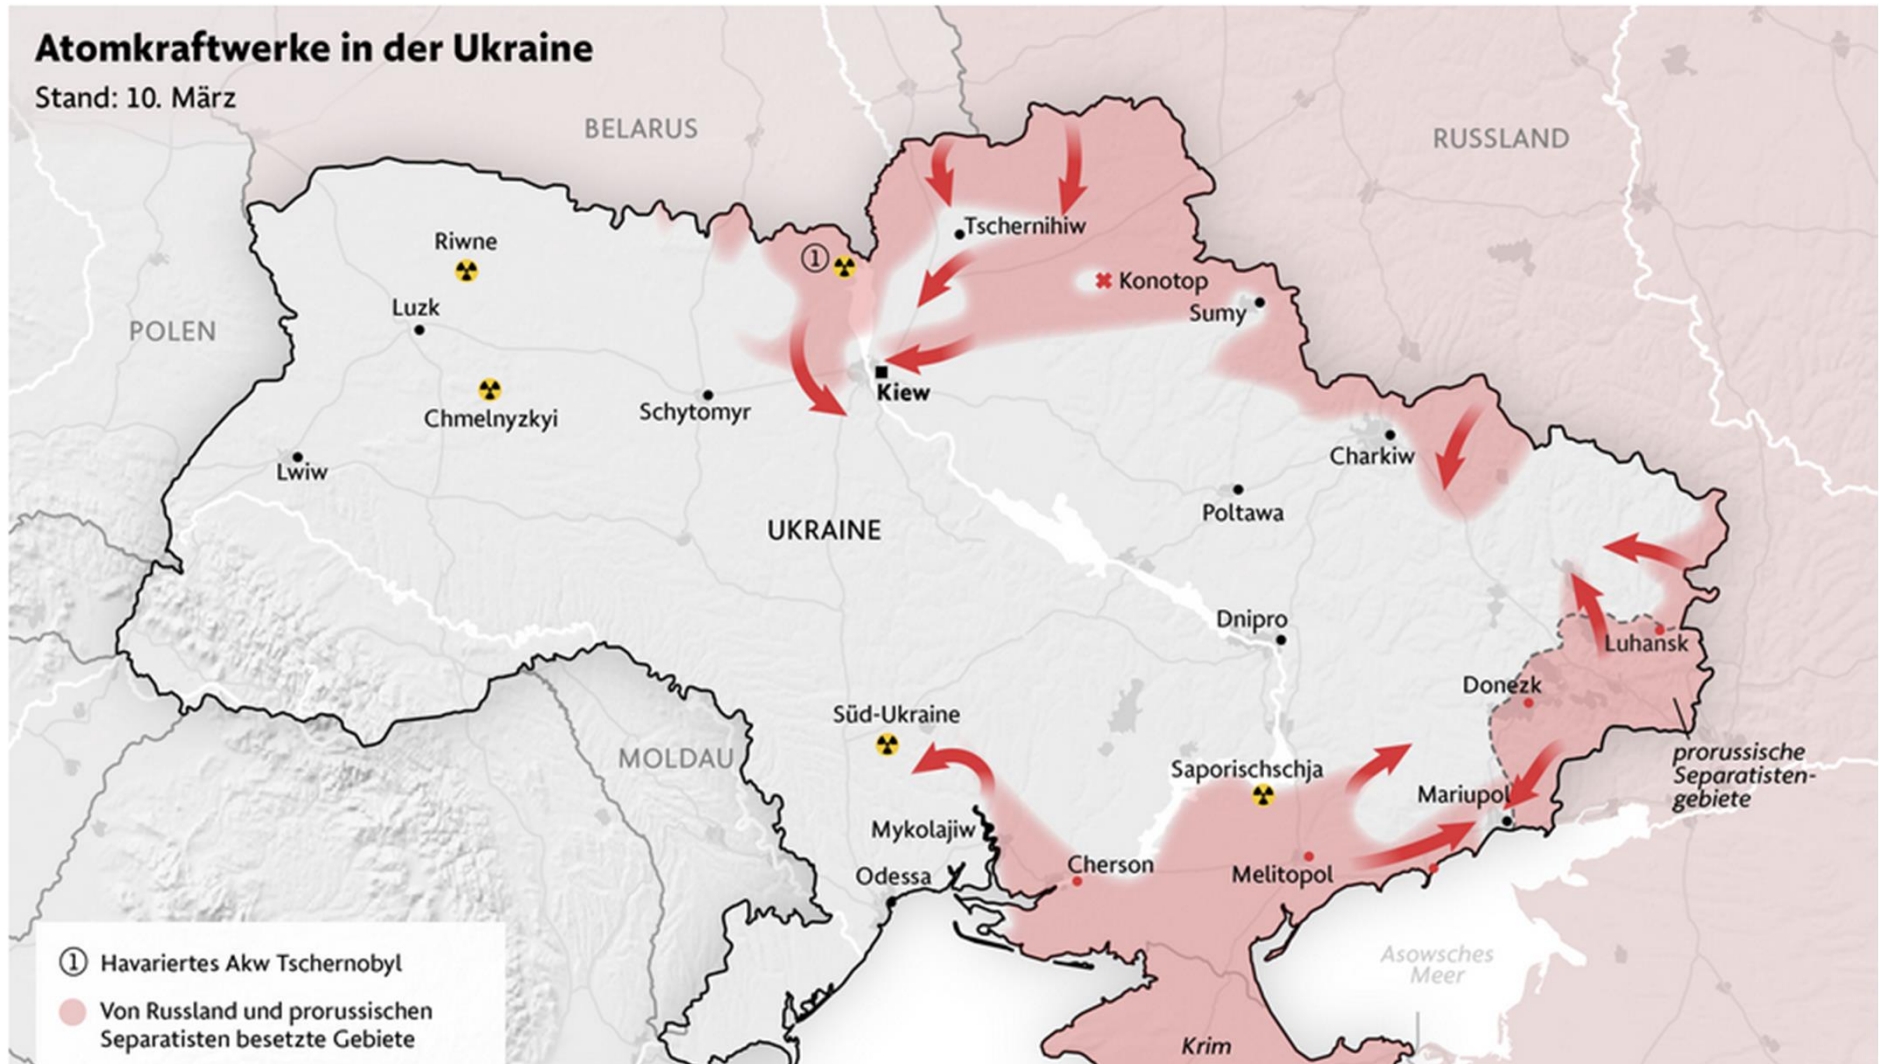 Atomkraftwerke in der Ukraine
Stand: 10. März
BELARUS
RUSSLAND
Tschernihiw
Riwne
①
Konotop
Luzk
Sumy
POLEN
Kiew
Chmelnyzkyi
Schytomyr
Charkiw
Lwiw
Poltawa
UKRAINE
Dnipro
Luhansk
Donezk
Süd-Ukraine
MOLDAU
Saporischschja
prorussische
Separatisten-
gebiete
Mariupol
Mykolajiw
Cherson
Odessa
Melitopol
Asowsches
Meer
① Havariertes Akw Tschernobyl
Von Russland und prorussischen
Separatisten besetzte Gebiete
Krim